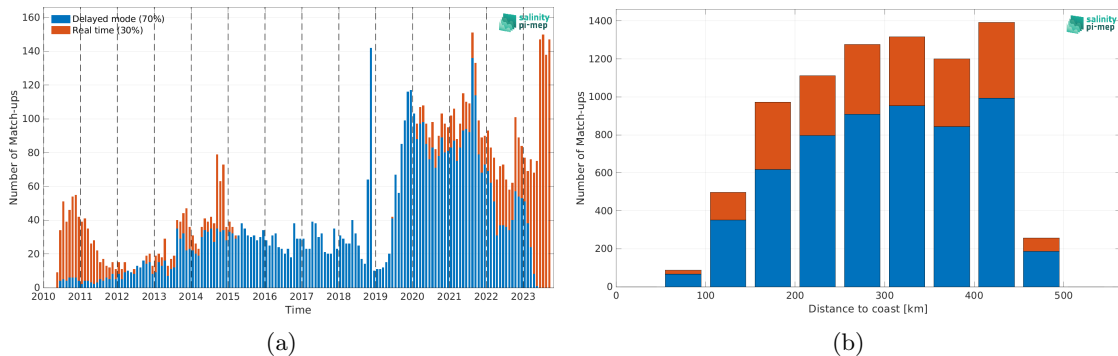 Delayed mode (70%)
Real time (30%)
salinity
pi-mep
160
140
120
100
80
60
40
20
0
Number of Match-ups
2010 2011 2012 2013 2014 2015 2016 2017 2018 2019 2020 2021 2022 2023
Time
(a)
salinity
pi-mep
1400
1200
1000
800
600
400
200
0
Number of Match-ups
0 100 200 300 400 500
Distance to coast [km]
(b)